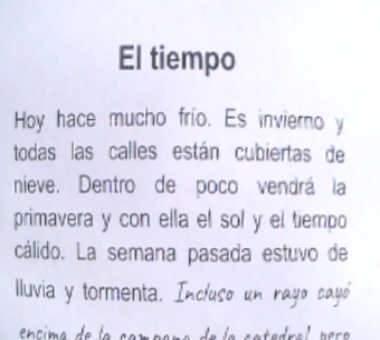 El tiempo
Hoy hace mucho frío. Es invierno y
todas las calles están cubiertas de
nieve. Dentro de poco vendrá la
primavera y con ella el sol y el tiempo
cálido. La semana pasada estuvo de
lluvia y tormenta. Incluso un rayo cayó
encima de la campana de la catedral pero